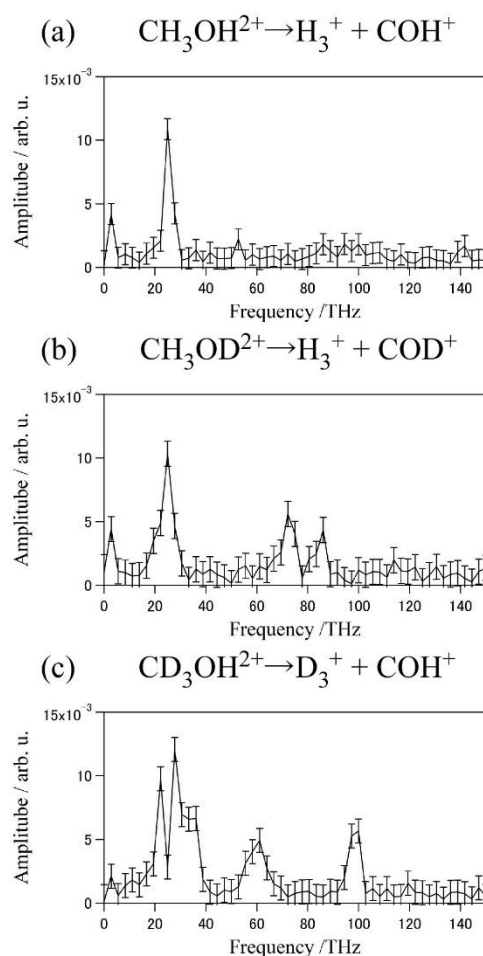 (a) CH₃OH²⁺→H₃⁺ + COH⁺
15x10⁻³
10
5
0
Amplitube / arb. u.
0 20 40 60 80 100 120 140
Frequency /THz
(b) CH₃OD²⁺→H₃⁺ + COD⁺
15x10⁻³
10
5
0
Amplitube / arb. u.
0 20 40 60 80 100 120 140
Frequency /THz
(c) CD₃OH²⁺→D₃⁺ + COH⁺
15x10⁻³
10
5
0
Amplitube / arb. u.
0 20 40 60 80 100 120 140
Frequency /THz